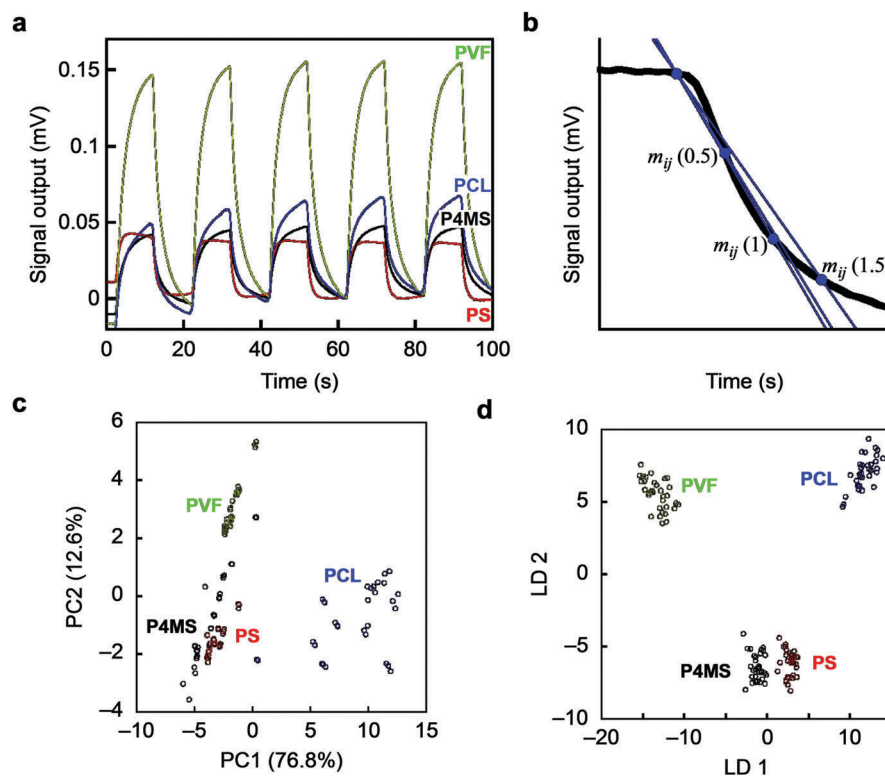 a
PVF
0.15
0.1
0.05
0
Signal output (mV)
PCL
P4MS
PS
0 20 40 60 80 100
Time (s)
b
Signal output (mV)
mij (0.5)
mij (1)
mij (1.5)
Time (s)
c
6
4
2
0
–2
–4
PC2 (12.6%)
PVF
PCL
P4MS
PS
–10 –5 0 5 10 15
PC1 (76.8%)
d
10
5
0
–5
–10
LD 2
PVF
PCL
P4MS
PS
–20 –10 0 10
LD 1